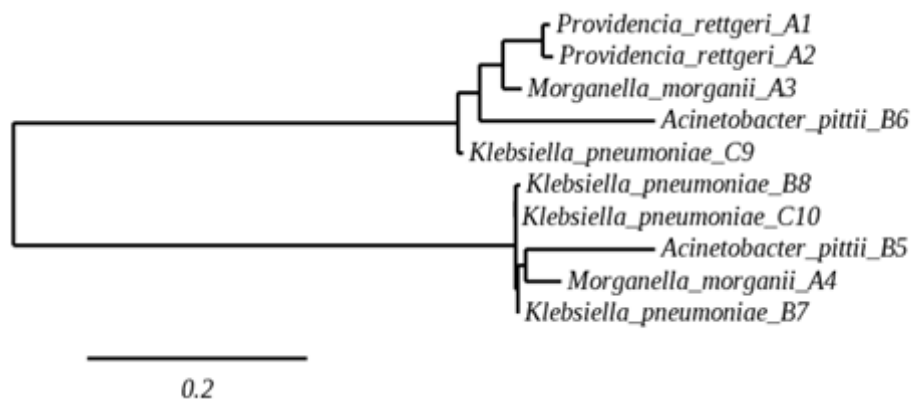 Providencia_rettgeri_A1
Providencia_rettgeri_A2
Morganella_morganii_A3
Acinetobacter_pittii_B6
Klebsiella_pneumoniae_C9
Klebsiella_pneumoniae_B8
Klebsiella_pneumoniae_C10
Acinetobacter_pittii_B5
Morganella_morganii_A4
Klebsiella_pneumoniae_B7
0.2